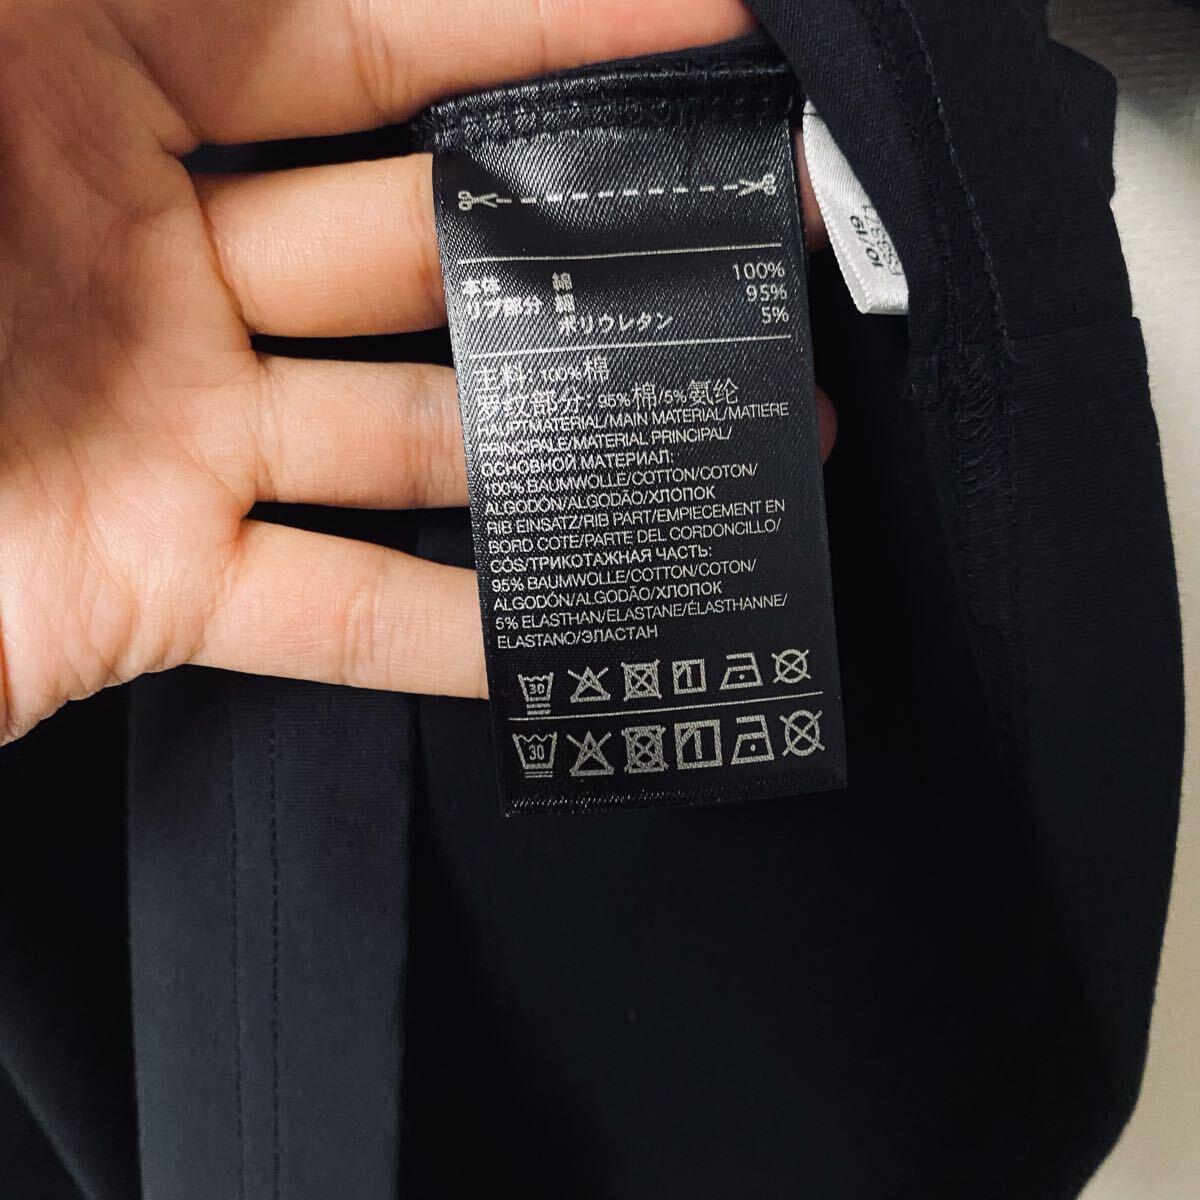 本体 綿 100%
リブ部分 綿 95%
ポリウレタン 5%
主料: 100%棉
罗纹部分: 95%棉/5%氨纶
HAUPTMATERIAL/MAIN MATERIAL/MATIERE
PRINCIPALE/MATERIAL PRINCIPAL/
ОСНОВНОЙ МАТЕРИАЛ:
100% BAUMWOLLE/COTTON/COTON/
ALGODÓN/ALGODÃO/ХЛОПОК
RIB EINSATZ/RIB PART/EMPIECEMENT EN
BORD COTE/PARTE DEL CORDONCILLO/
COS/ТРИКОТАЖНАЯ ЧАСТЬ:
95% BAUMWOLLE/COTTON/COTON/
ALGODÓN/ALGODÃO/ХЛОПОК
5% ELASTHAN/ELASTANE/ÉLASTHANNE/
ELASTANO/ЭЛАСТАН
30
30
10/19